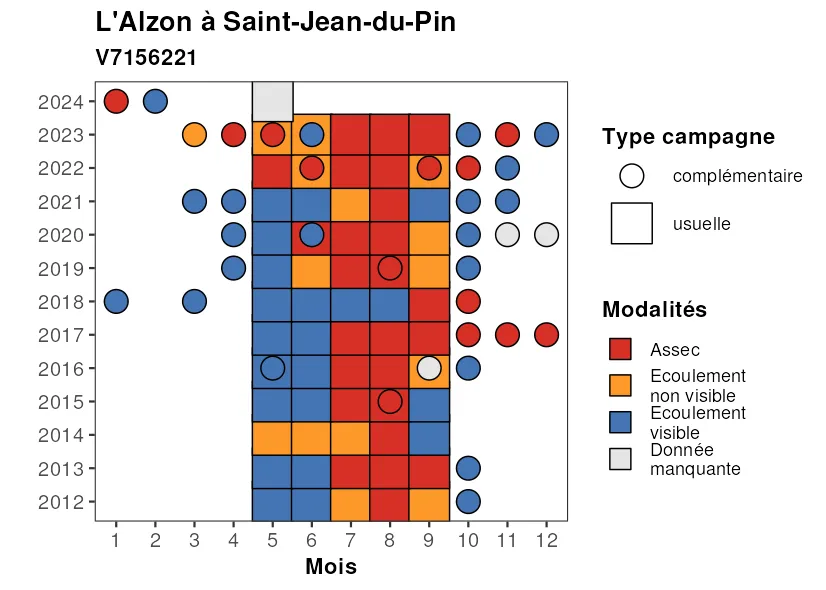 L'Alzon à Saint-Jean-du-Pin
V7156221
2024
2023
2022
2021
2020
2019
2018
2017
2016
2015
2014
2013
2012
1 2 3 4 5 6 7 8 9 10 11 12
Mois
Type campagne
complémentaire
usuelle
Modalités
Assec
Ecoulement
non visible
Ecoulement
visible
Donnée
manquante